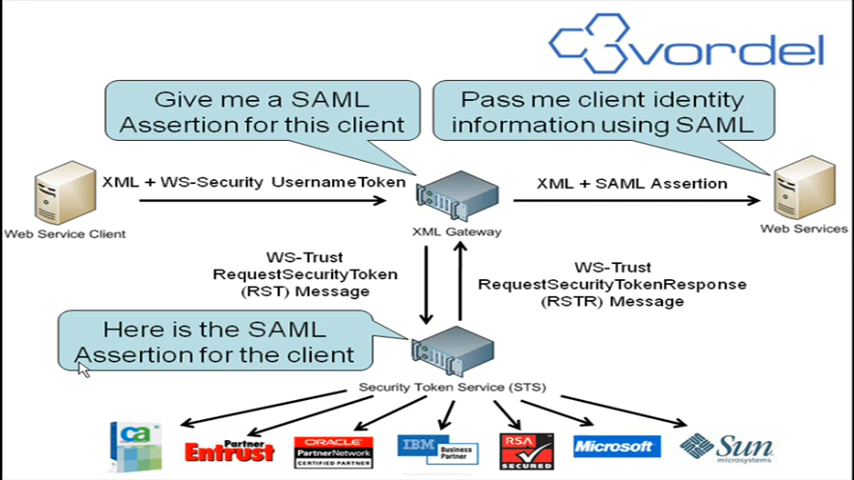 vordel
Give me a SAML
Assertion for this client
Pass me client identity
information using SAML
XML + WS-Security UsernameToken
XML + SAML Assertion
Web Service Client
XML Gateway
Web Services
WS-Trust
RequestSecurityToken
(RST) Message
WS-Trust
RequestSecurityTokenResponse
(RSTR) Message
Here is the SAML
Assertion for the client
Security Token Service (STS)
ca
Partner
Entrust
ORACLE
PartnerNetwork
CERTIFIED PARTNER
IBM
Business
Partner
RSA
SECURED
Microsoft
Sun
microsystems